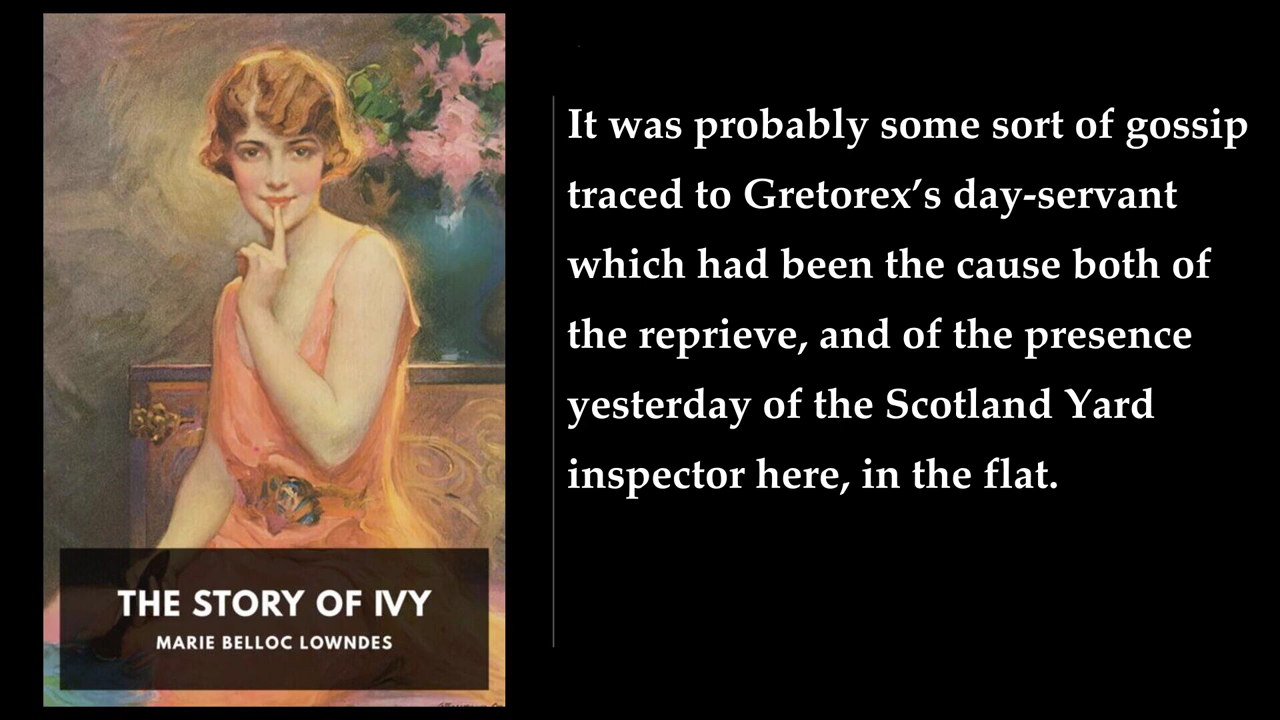 It was probably some sort of gossip
traced to Gretorex’s day-servant
which had been the cause both of
the reprieve, and of the presence
yesterday of the Scotland Yard
inspector here, in the flat.
THE STORY OF IVY
MARIE BELLOC LOWNDES